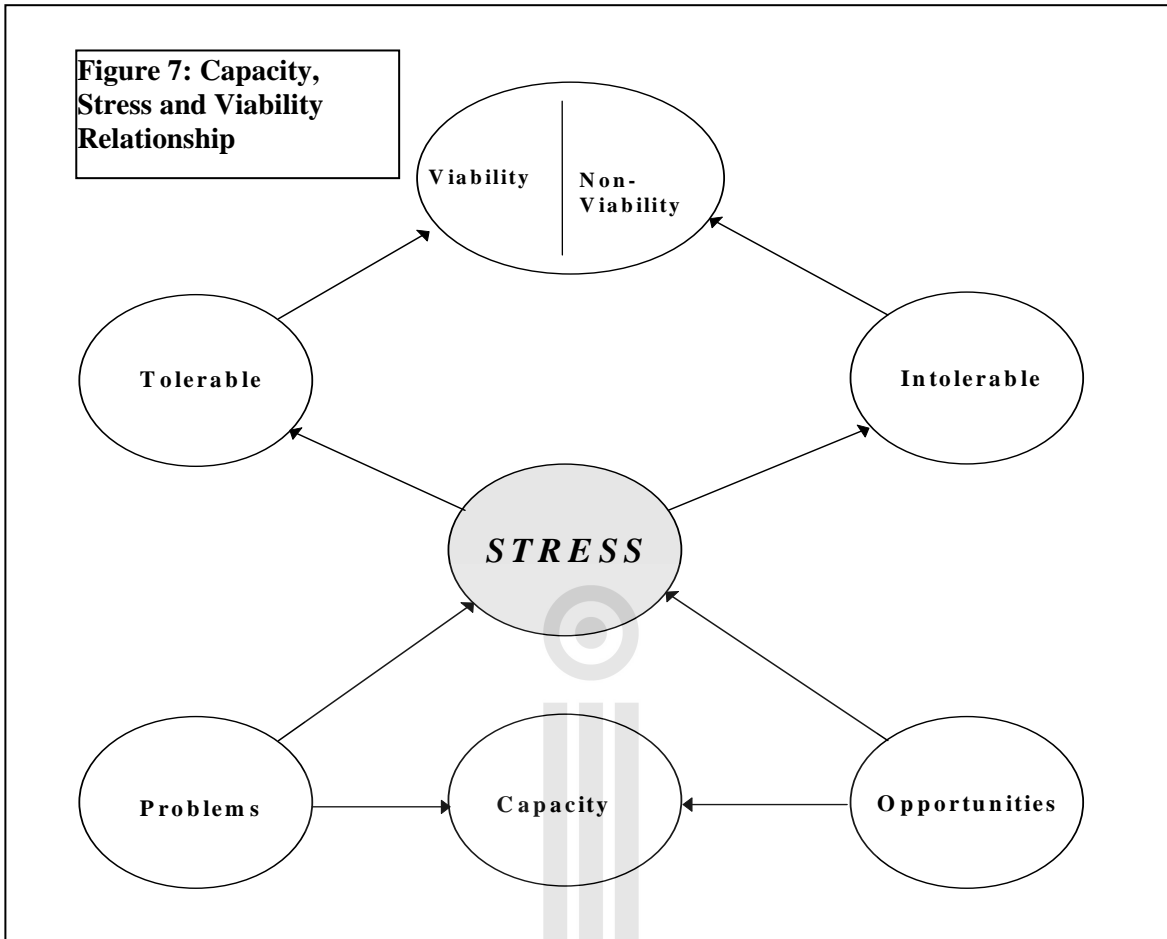 Figure 7: Capacity,
Stress and Viability
Relationship
Viability
Non-
Viability
Tolerable
Intolerable
STRESS
Problems
Capacity
Opportunities